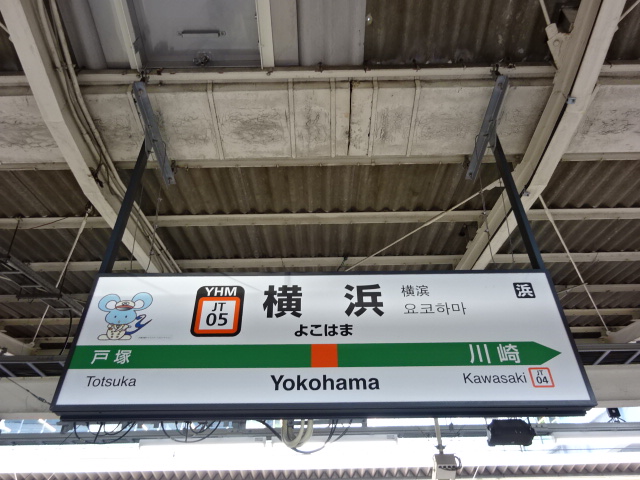 YHM
JT
05
横浜
よこはま
横滨
요코하마
浜
戸塚
川崎
Totsuka
Yokohama
Kawasaki
JT
04